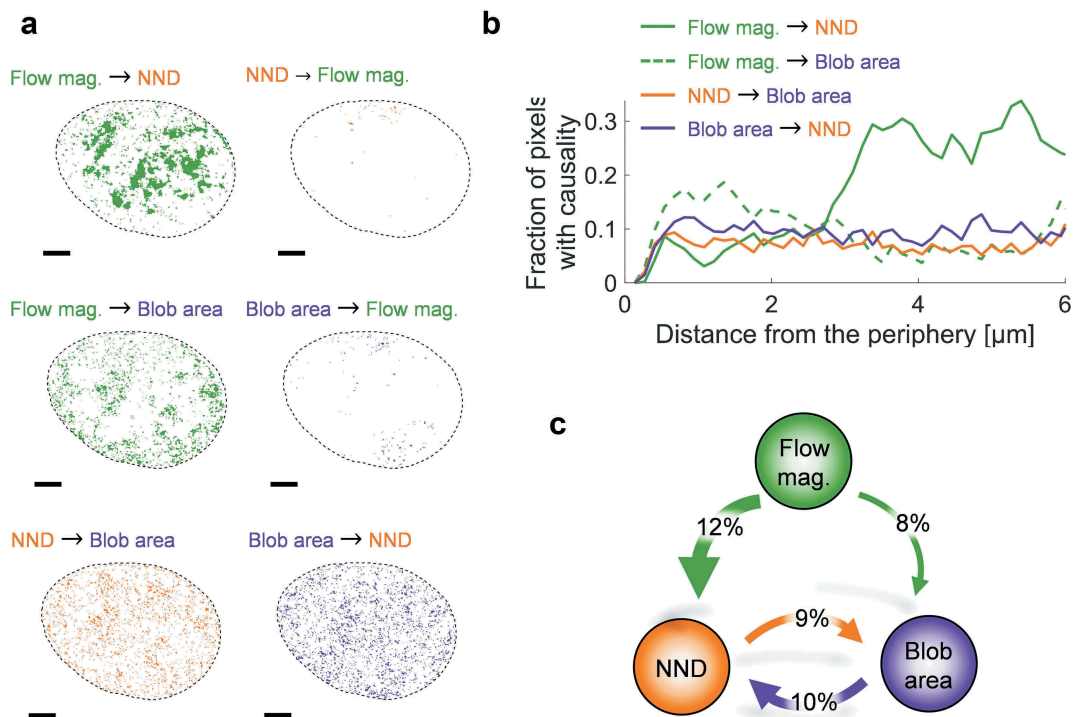 a
Flow mag. → NND
NND → Flow mag.
Flow mag. → Blob area
Blob area → Flow mag.
NND → Blob area
Blob area → NND
b
Flow mag. → NND
Flow mag. → Blob area
NND → Blob area
Blob area → NND
Fraction of pixels
with causality
0.3
0.2
0.1
0
0
2
4
6
Distance from the periphery [µm]
c
Flow
mag.
12%
8%
NND
9%
10%
Blob
area